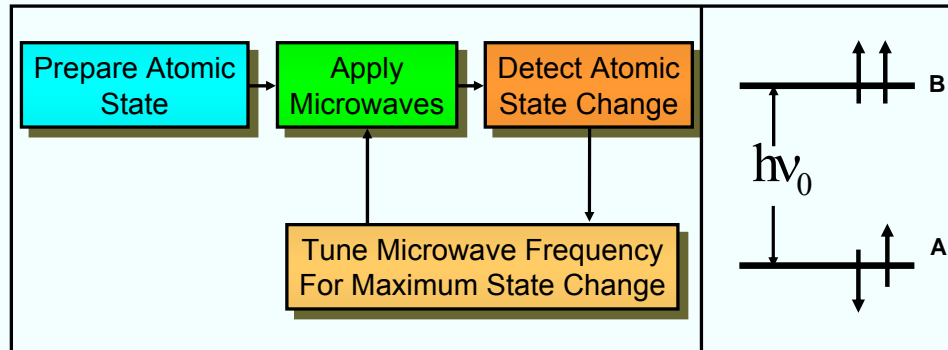 Prepare Atomic
State
Apply
Microwaves
Detect Atomic
State Change
Tune Microwave Frequency
For Maximum State Change
B
hν₀
A